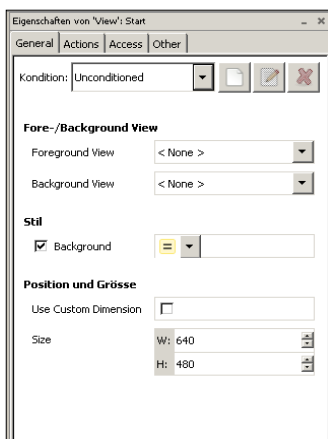 Eigenschaften von 'View': Start
General Actions Access Other
Kondition: Unconditioned
Fore-/Background View
Foreground View < None >
Background View < None >
Stil
Background =
Position und Grösse
Use Custom Dimension
Size W: 640
H: 480